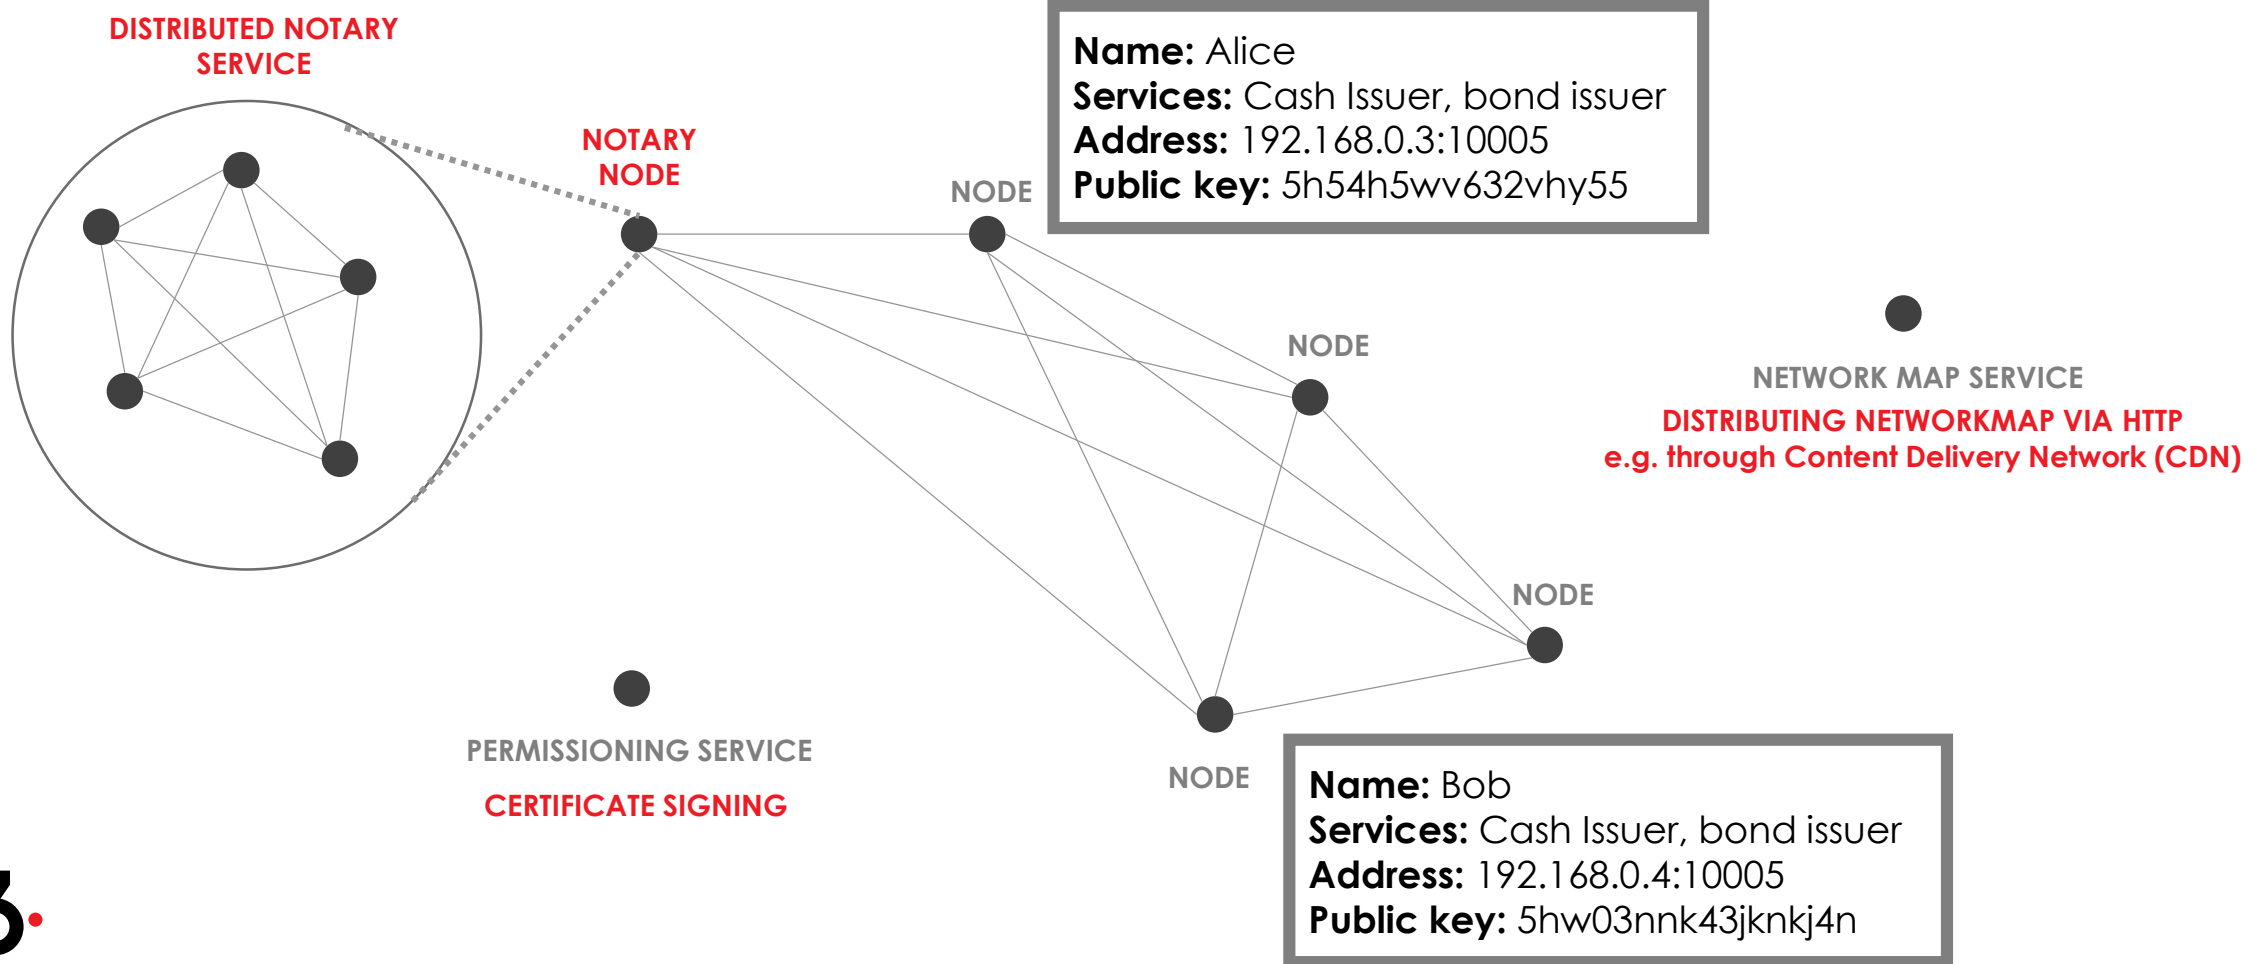 DISTRIBUTED NOTARY
SERVICE
NOTARY
NODE
NODE
Name: Alice
Services: Cash Issuer, bond issuer
Address: 192.168.0.3:10005
Public key: 5h54h5wv632vhy55
NODE
NETWORK MAP SERVICE
DISTRIBUTING NETWORKMAP VIA HTTP
e.g. through Content Delivery Network (CDN)
NODE
PERMISSIONING SERVICE
CERTIFICATE SIGNING
NODE
Name: Bob
Services: Cash Issuer, bond issuer
Address: 192.168.0.4:10005
Public key: 5hw03nnk43jknkj4n